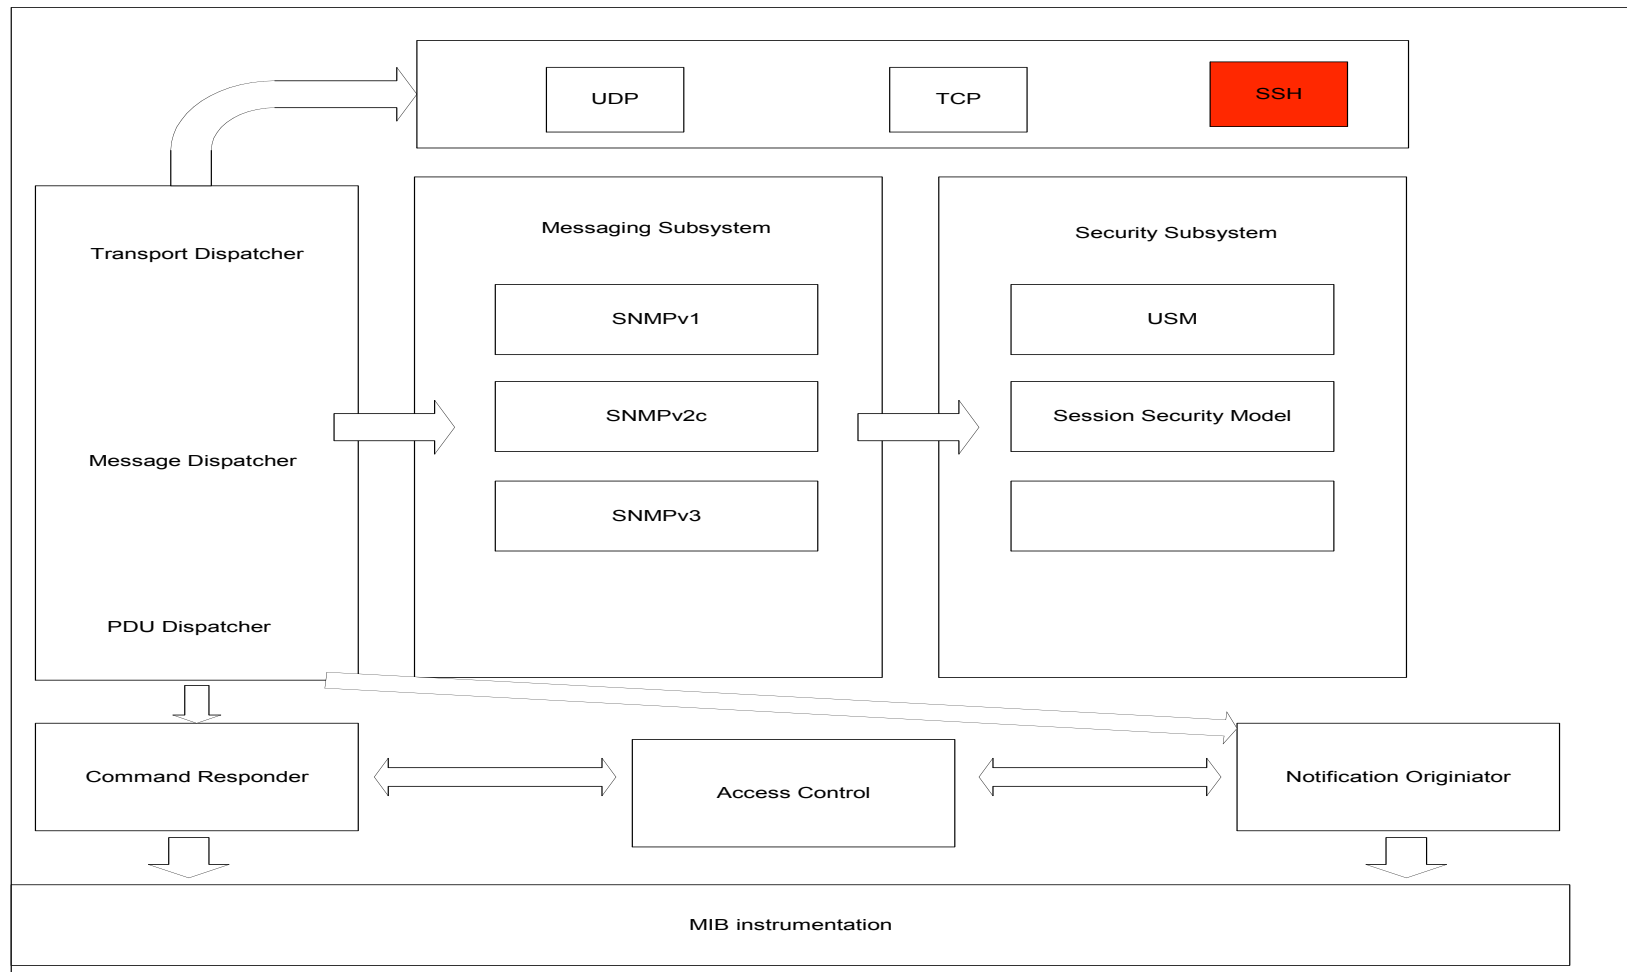 UDP
TCP
SSH
Transport Dispatcher
Message Dispatcher
PDU Dispatcher
Messaging Subsystem
SNMPv1
SNMPv2c
SNMPv3
Security Subsystem
USM
Session Security Model
Command Responder
Access Control
Notification Originiator
MIB instrumentation